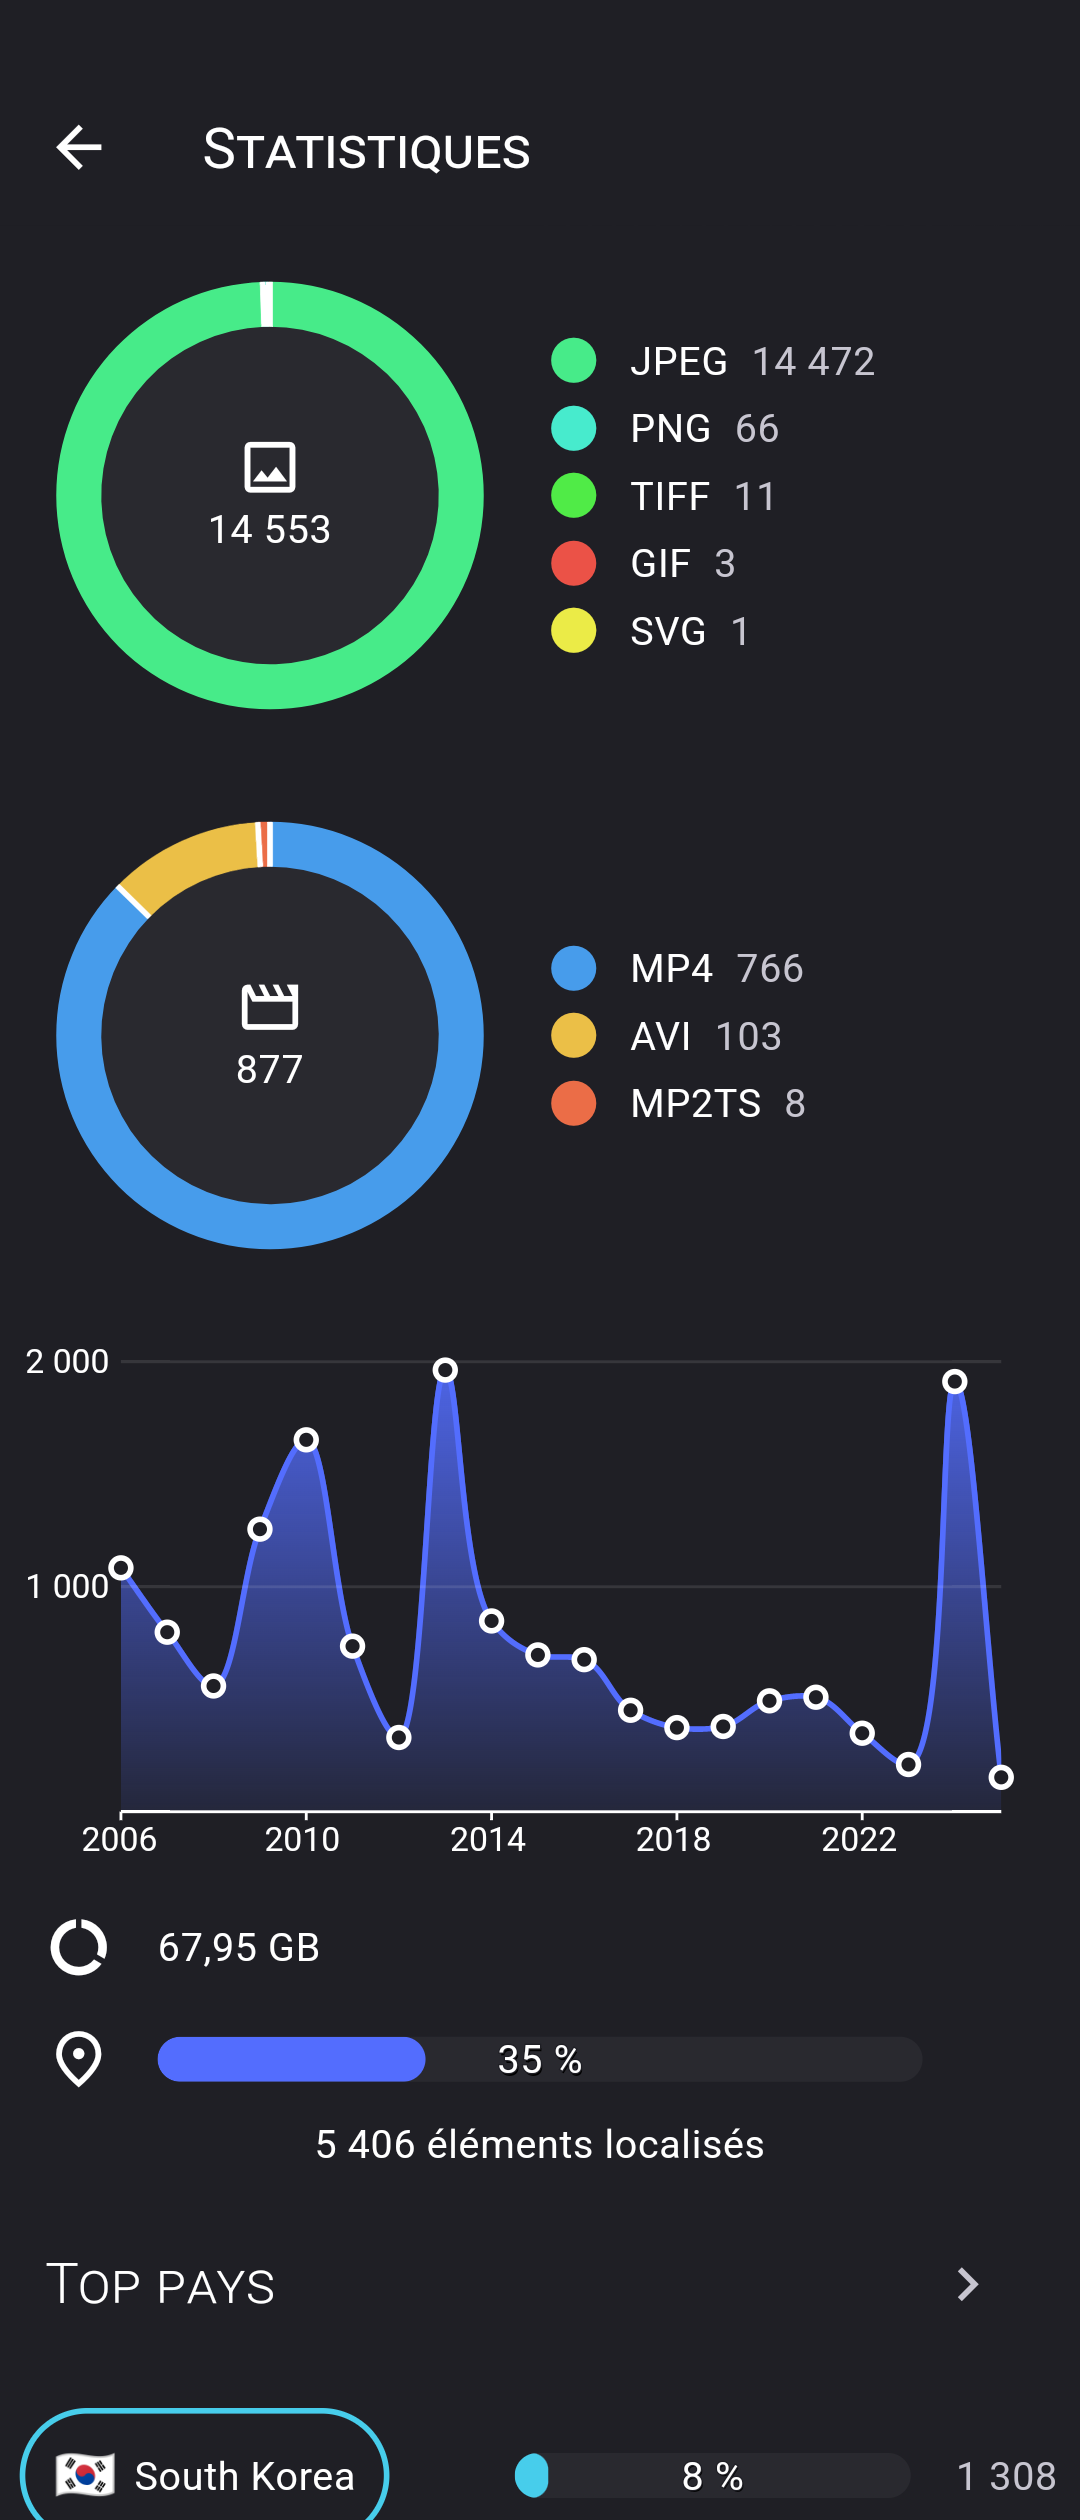 Statistiques
JPEG 14 472
PNG 66
TIFF 11
GIF 3
SVG 1
14 553
MP4 766
AVI 103
MP2TS 8
877
2 000
1 000
2006 2010 2014 2018 2022
67,95 GB
35 %
5 406 éléments localisés
Top pays
South Korea 8 % 1 308